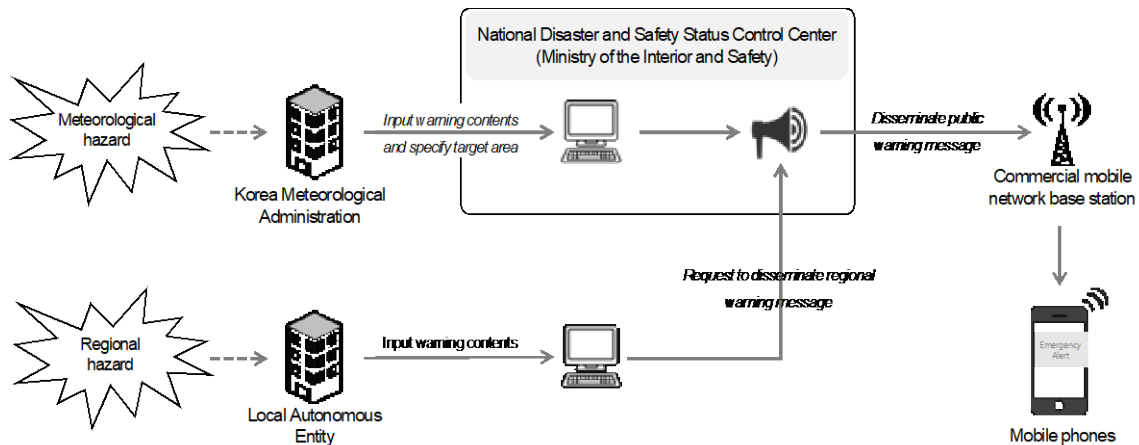 National Disaster and Safety Status Control Center
(Ministry of the Interior and Safety)
Meteorological
hazard
Input warning contents
and specify target area
Disseminate public
warning message
Korea Meteorological
Administration
Commercial mobile
network base station
Request to disseminate regional
warning message
Regional
hazard
Input warning contents
Emergency
Alert
Local Autonomous
Entity
Mobile phones